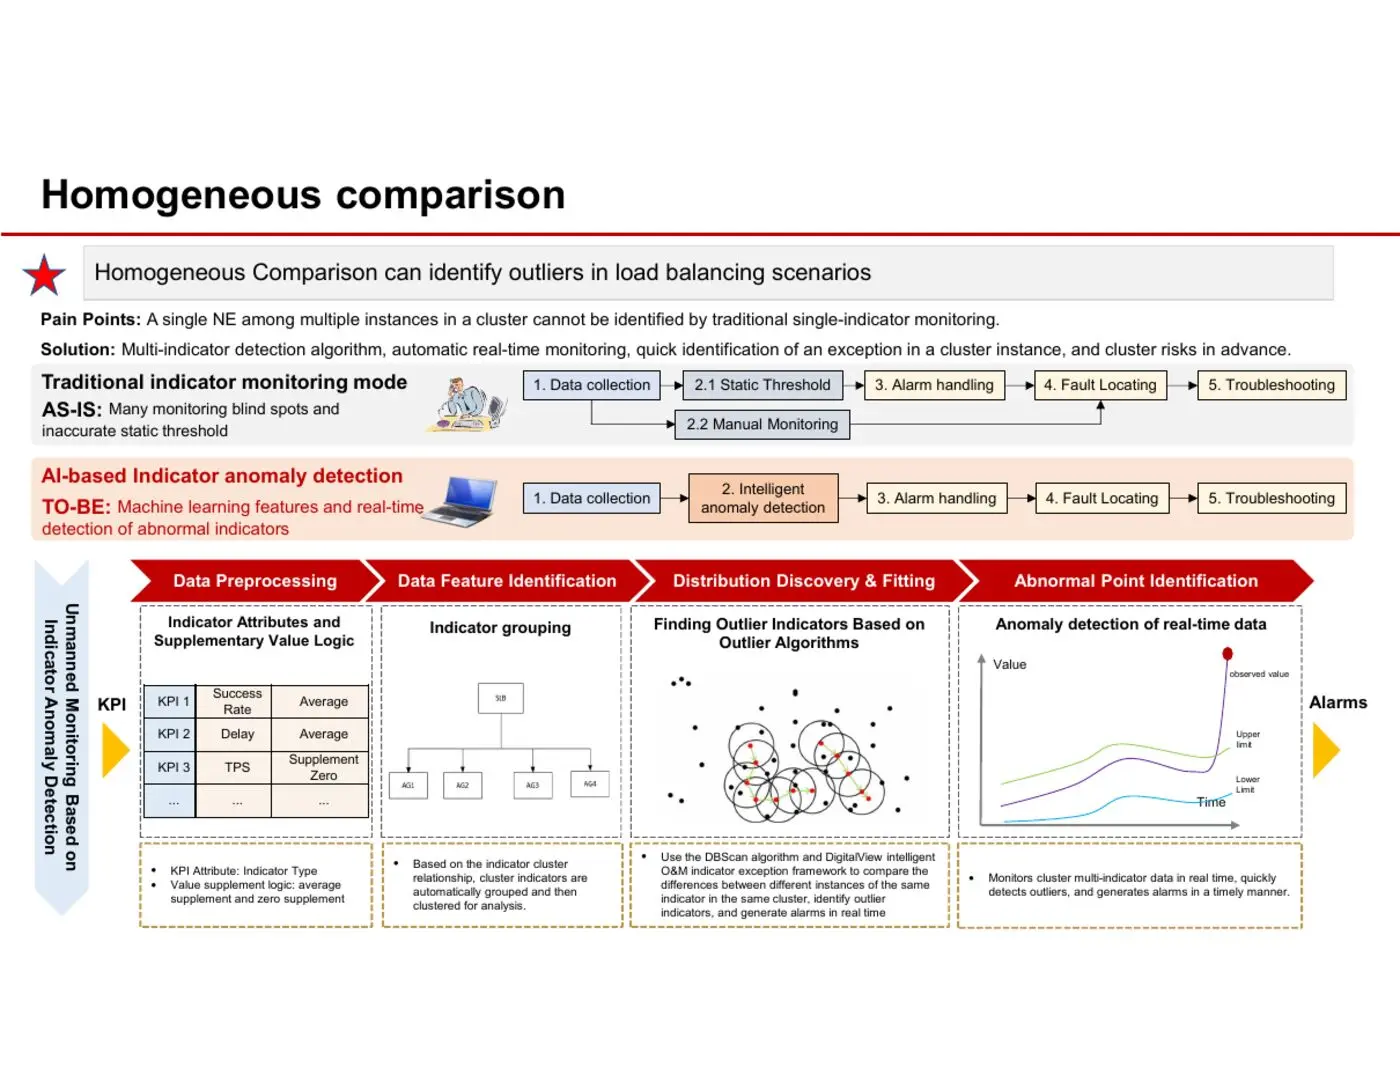 Homogeneous comparison
Homogeneous Comparison can identify outliers in load balancing scenarios
Pain Points: A single NE among multiple instances in a cluster cannot be identified by traditional single-indicator monitoring.
Solution: Multi-indicator detection algorithm, automatic real-time monitoring, quick identification of an exception in a cluster instance, and cluster risks in advance.
Traditional indicator monitoring mode
AS-IS: Many monitoring blind spots and
inaccurate static threshold
1. Data collection
2.1 Static Threshold
3. Alarm handling
4. Fault Locating
5. Troubleshooting
2.2 Manual Monitoring
AI-based Indicator anomaly detection
TO-BE: Machine learning features and real-time
detection of abnormal indicators
1. Data collection
2. Intelligent
anomaly detection
3. Alarm handling
4. Fault Locating
5. Troubleshooting
Unmanned Monitoring Based on
Indicator Anomaly Detection
KPI
Data Preprocessing
Data Feature Identification
Distribution Discovery & Fitting
Abnormal Point Identification
Indicator Attributes and
Supplementary Value Logic
KPI 1
Success
Rate
Average
KPI 2
Delay
Average
KPI 3
TPS
Supplement
Zero
...
...
...
• KPI Attribute: Indicator Type
• Value supplement logic: average
supplement and zero supplement
Indicator grouping
SLB
AG1
AG2
AG3
AG4
• Based on the indicator cluster
relationship, cluster indicators are
automatically grouped and then
clustered for analysis.
Finding Outlier Indicators Based on
Outlier Algorithms
• Use the DBScan algorithm and DigitalView intelligent
O&M indicator exception framework to compare the
differences between different instances of the same
indicator in the same cluster, identify outlier
indicators, and generate alarms in real time
Anomaly detection of real-time data
Value
observed value
Upper
limit
Lower
Limit
Time
• Monitors cluster multi-indicator data in real time, quickly
detects outliers, and generates alarms in a timely manner.
Alarms